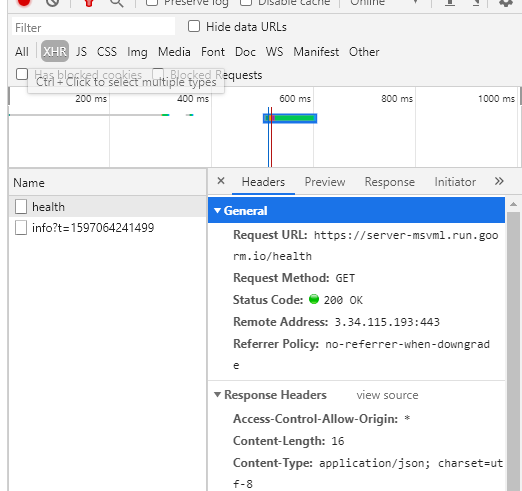 Preserve log Disable cache Online
Filter Hide data URLs
All XHR JS CSS Img Media Font Doc WS Manifest Other
Has blocked cookies Blocked Requests
Ctrl + Click to select multiple types
200 ms 400 ms 600 ms 800 ms 1000 ms
Name
× Headers Preview Response Initiator »
health
info?t=1597064241499
▼ General
Request URL: https://server-msvml.run.goo
rm.io/health
Request Method: GET
Status Code: 200 OK
Remote Address: 3.34.115.193:443
Referrer Policy: no-referrer-when-downgrad
e
▼ Response Headers view source
Access-Control-Allow-Origin: *
Content-Length: 16
Content-Type: application/json; charset=ut
f-8